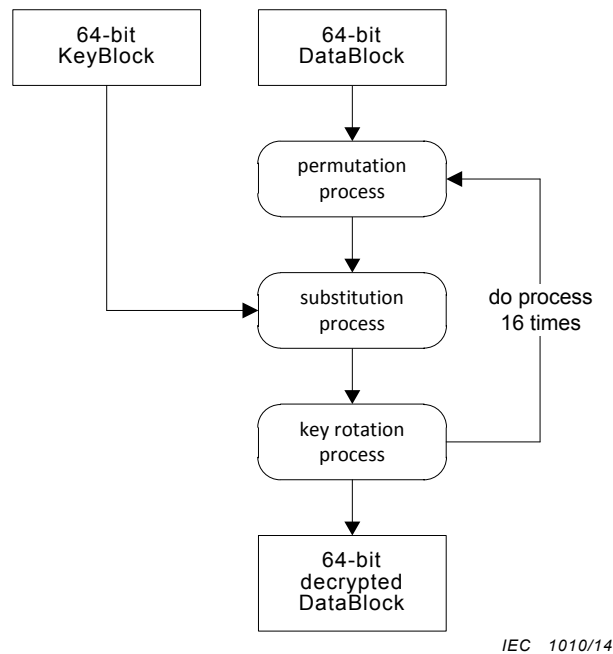 64-bit
KeyBlock
64-bit
DataBlock
permutation
process
substitution
process
do process
16 times
key rotation
process
64-bit
decrypted
DataBlock
IEC 1010/14